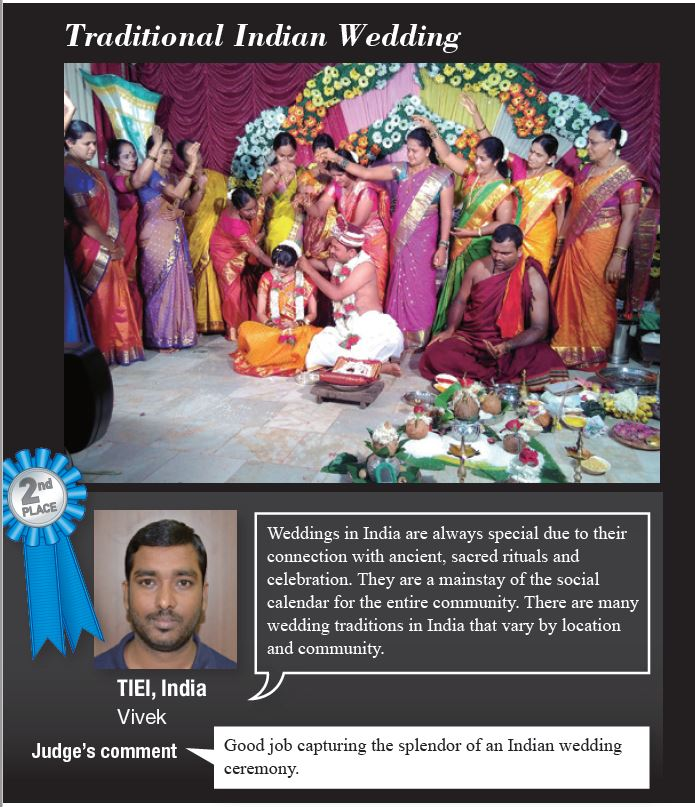 Traditional Indian Wedding
2nd
PLACE
Weddings in India are always special due to their
connection with ancient, sacred rituals and
celebration. They are a mainstay of the social
calendar for the entire community. There are many
wedding traditions in India that vary by location
and community.
TIEI, India
Vivek
Judge’s comment
Good job capturing the splendor of an Indian wedding
ceremony.